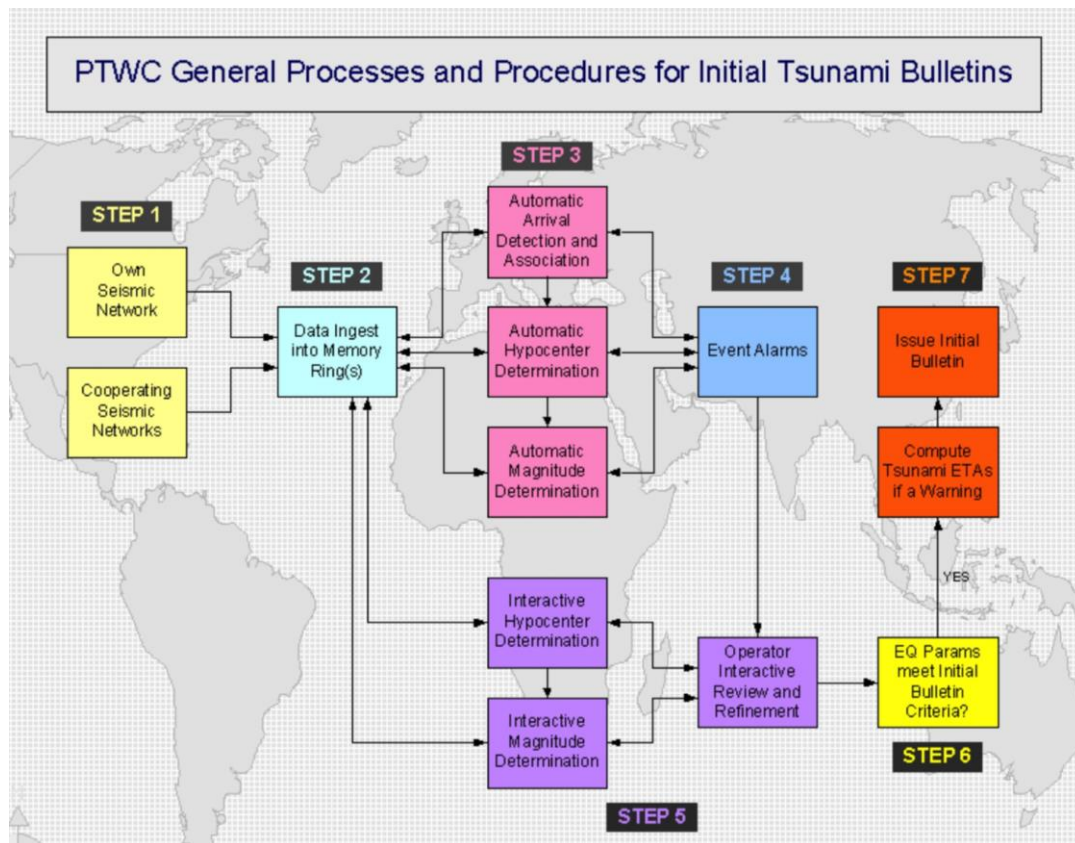 PTWC General Processes and Procedures for Initial Tsunami Bulletins
STEP 1
Own
Seismic
Network
Cooperating
Seismic
Networks
STEP 2
Data Ingest
into Memory
Ring(s)
STEP 3
Automatic
Arrival
Detection and
Association
Automatic
Hypocenter
Determination
Automatic
Magnitude
Determination
STEP 4
Event Alarms
Interactive
Hypocenter
Determination
Interactive
Magnitude
Determination
Operator
Interactive
Review and
Refinement
STEP 5
EQ Params
meet Initial
Bulletin
Criteria?
STEP 6
YES
STEP 7
Issue Initial
Bulletin
Compute
Tsunami ETAs
if a Warning